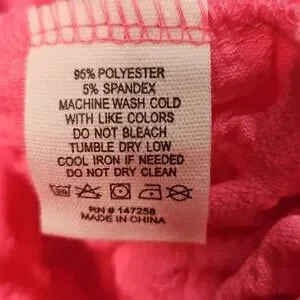 95% POLYESTER
5% SPANDEX
MACHINE WASH COLD
WITH LIKE COLORS
DO NOT BLEACH
TUMBLE DRY LOW
COOL IRON IF NEEDED
DO NOT DRY CLEAN
30
RN # 147258
MADE IN CHINA